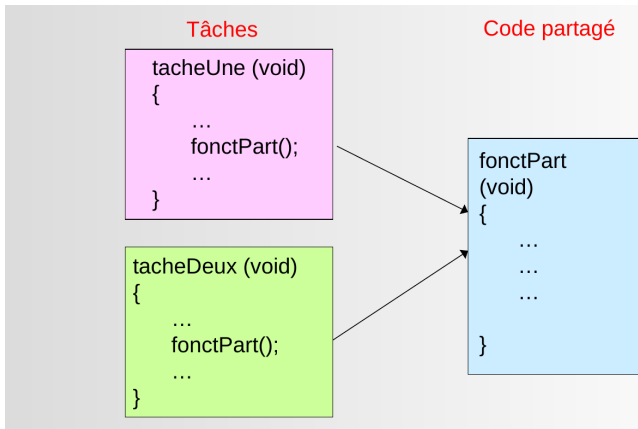 Tâches
Code partagé
tacheUne (void)
{
…
fonctPart();
…
}
tacheDeux (void)
{
…
fonctPart();
…
}
fonctPart
(void)
{
…
…
…
}